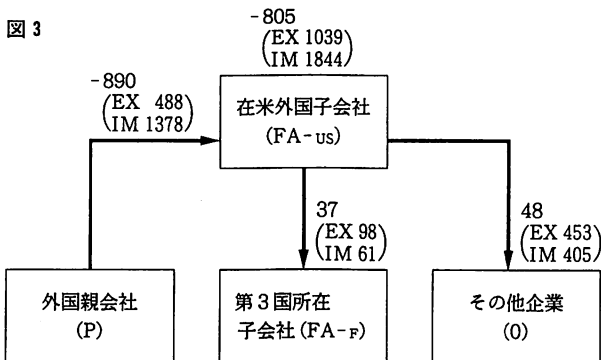 図3
-805
(EX 1039
IM 1844)
-890
(EX 488
IM 1378)
在米外国子会社
(FA-US)
37
(EX 98
IM 61)
48
(EX 453
IM 405)
外国親会社
(P)
第3国所在
子会社(FA-F)
その他企業
(O)